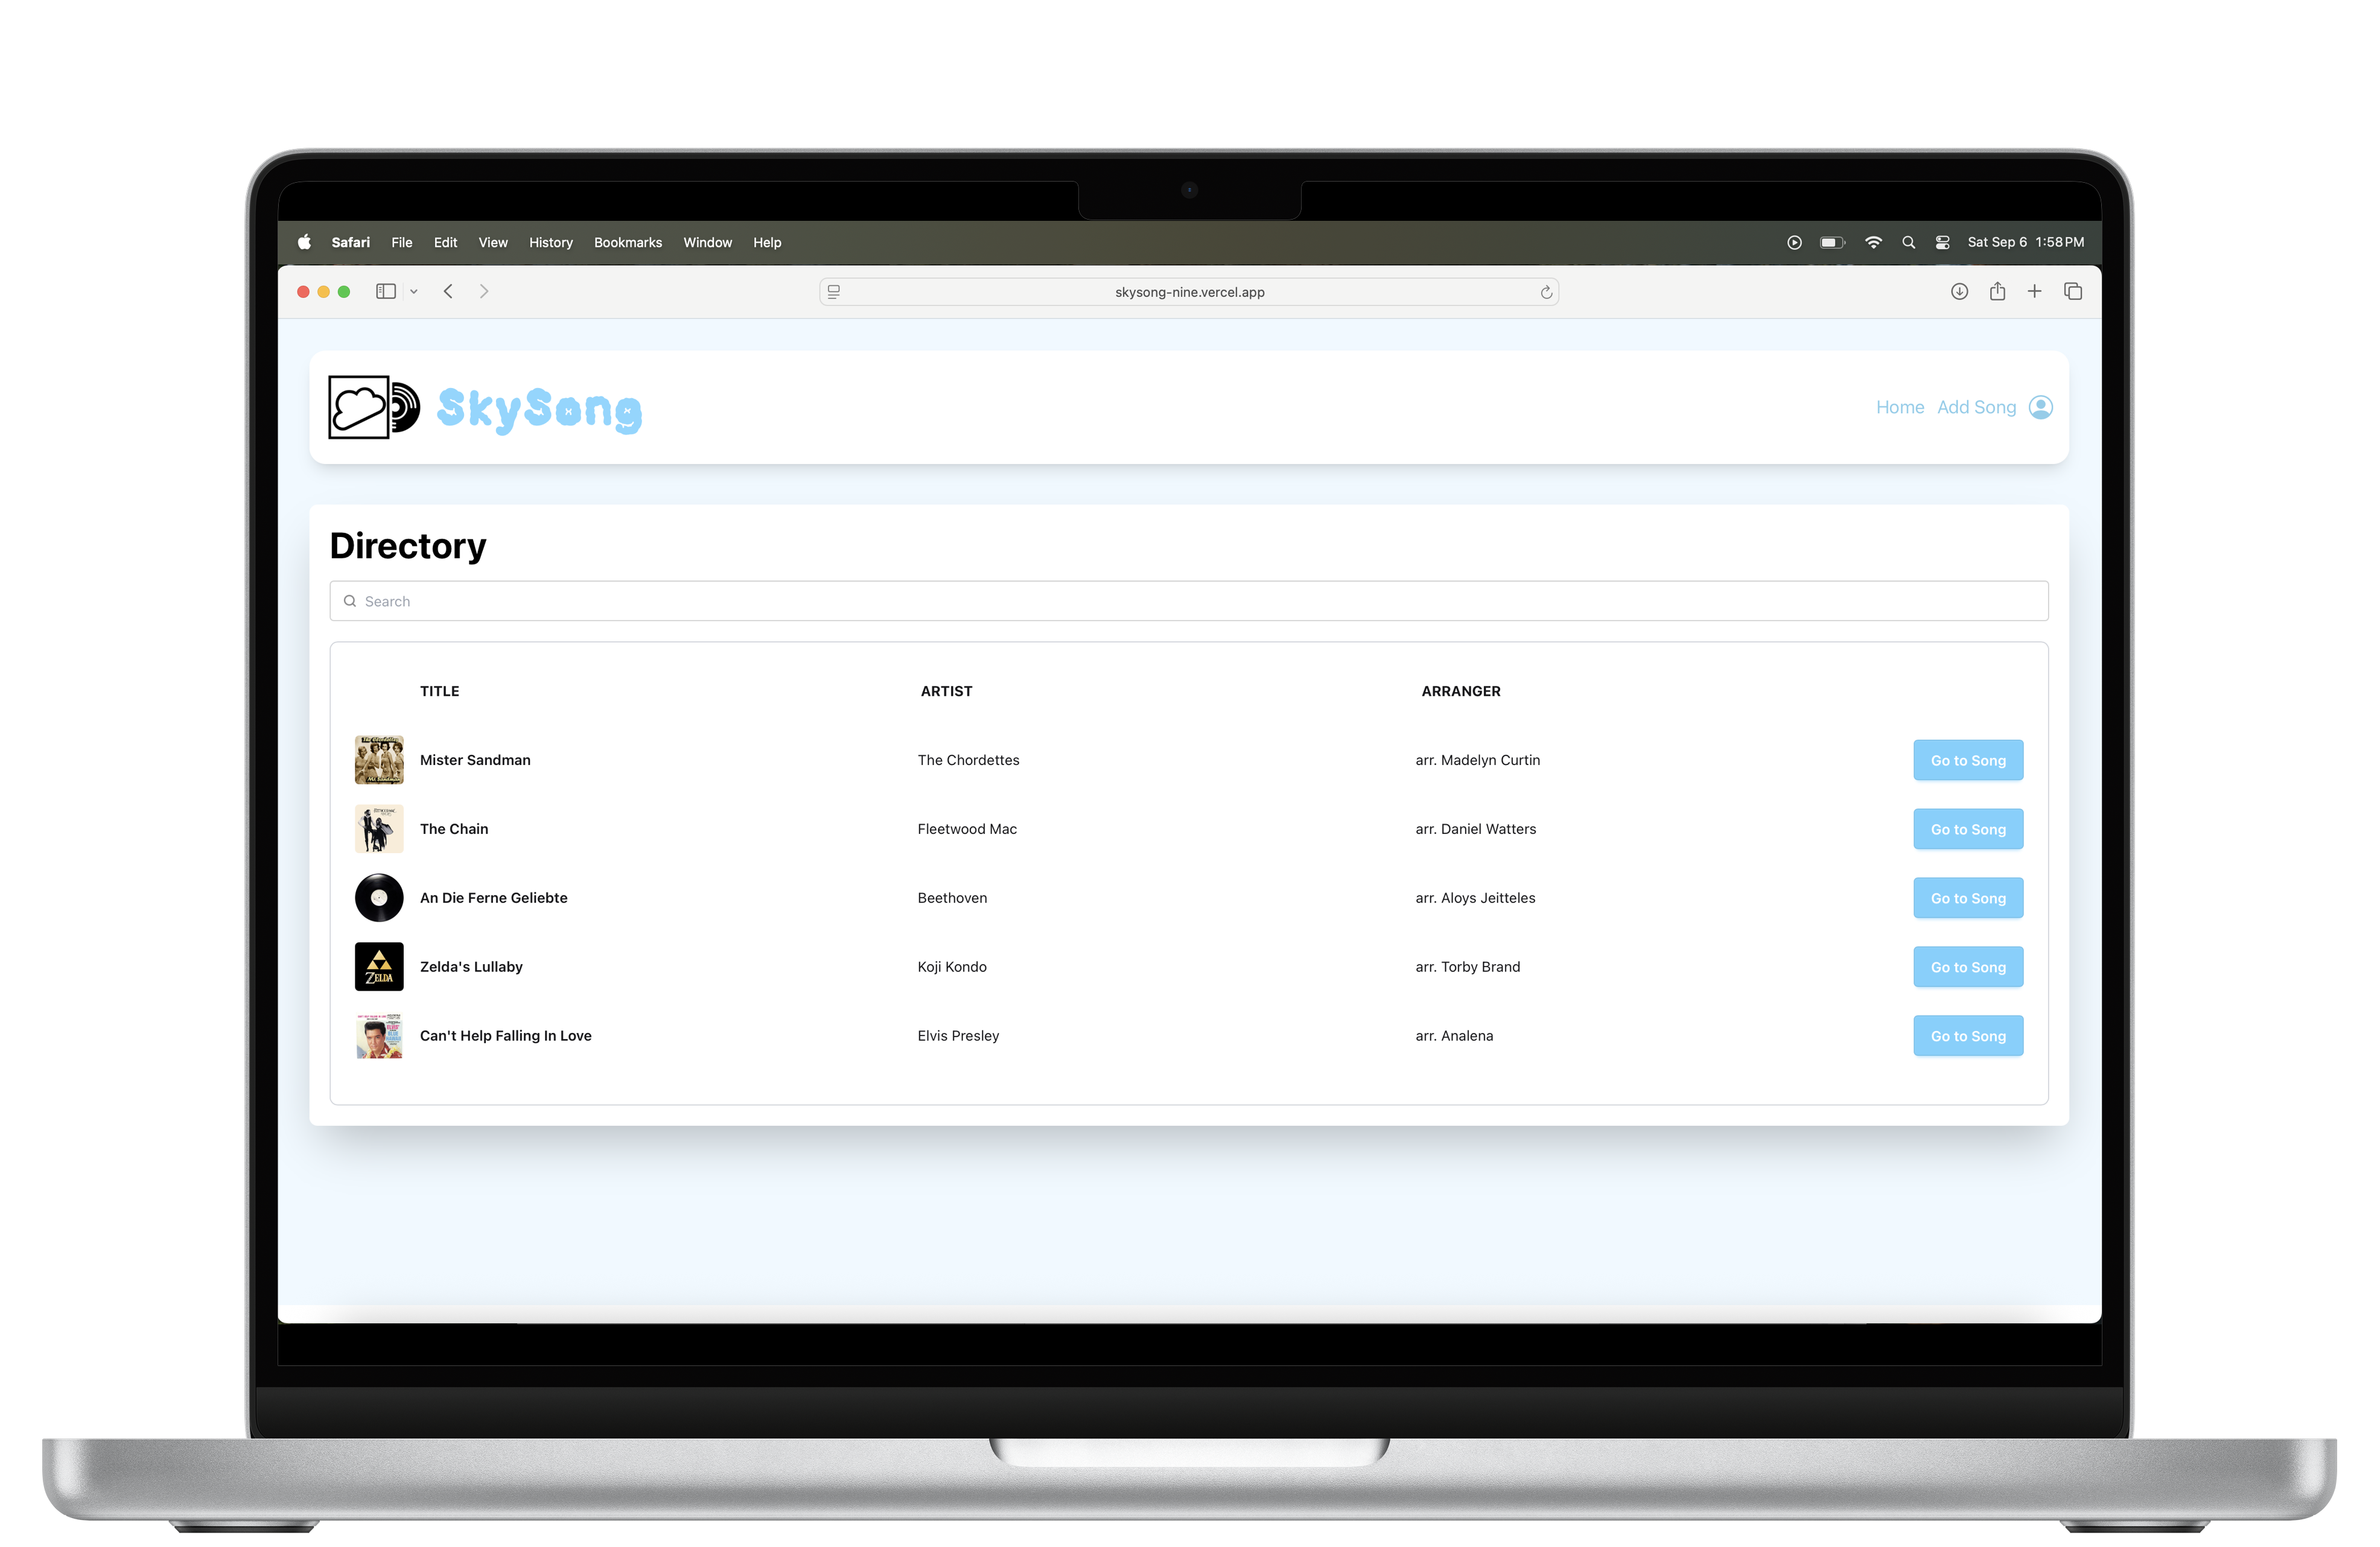 Safari File Edit View History Bookmarks Window Help Sat Sep 6 1:58 PM
skysong-nine.vercel.app
SkySong Home Add Song
Directory
Search
TITLE ARTIST ARRANGER
Mister Sandman The Chordettes arr. Madelyn Curtin Go to Song
The Chain Fleetwood Mac arr. Daniel Watters Go to Song
An Die Ferne Geliebte Beethoven arr. Aloys Jeitteles Go to Song
ZELDA Zelda's Lullaby Koji Kondo arr. Torby Brand Go to Song
Can't Help Falling In Love Elvis Presley arr. Analena Go to Song